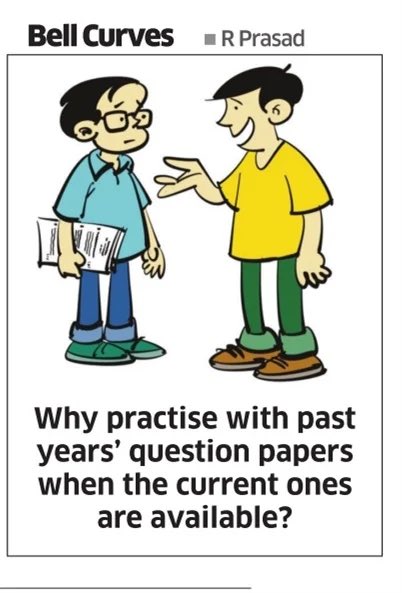 Bell Curves ■ R Prasad
Why practise with past
years’ question papers
when the current ones
are available?